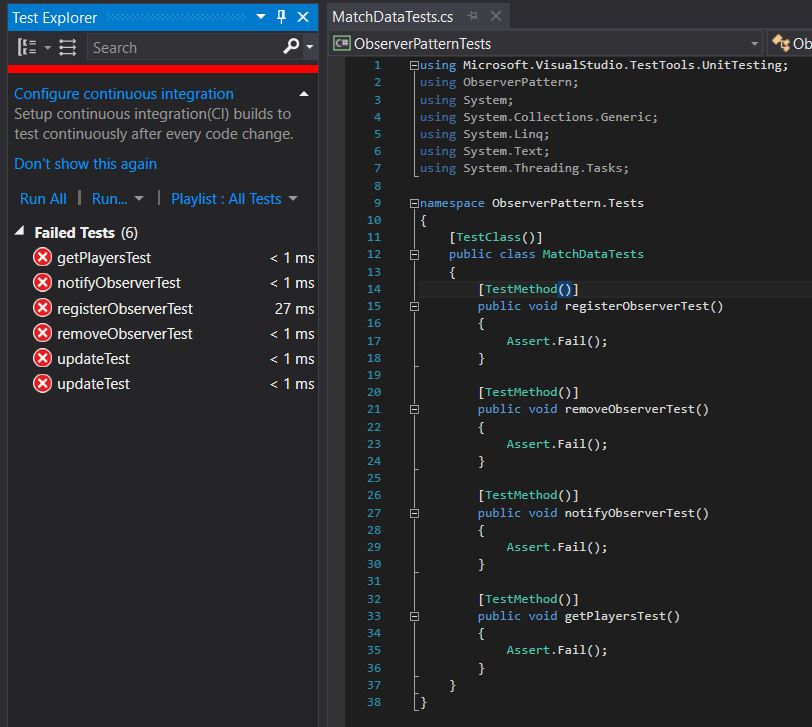 Test Explorer
Search
Configure continuous integration
Setup continuous integration(CI) builds to
test continuously after every code change.
Don't show this again
Run All | Run... | Playlist : All Tests
Failed Tests (6)
getPlayersTest < 1 ms
notifyObserverTest < 1 ms
registerObserverTest 27 ms
removeObserverTest < 1 ms
updateTest < 1 ms
updateTest < 1 ms
MatchDataTests.cs
C# ObserverPatternTests Ob
1 using Microsoft.VisualStudio.TestTools.UnitTesting;
2 using ObserverPattern;
3 using System;
4 using System.Collections.Generic;
5 using System.Linq;
6 using System.Text;
7 using System.Threading.Tasks;
8
9 namespace ObserverPattern.Tests
10 {
11 [TestClass()]
12 public class MatchDataTests
13 {
14 [TestMethod()]
15 public void registerObserverTest()
16 {
17 Assert.Fail();
18 }
19
20 [TestMethod()]
21 public void removeObserverTest()
22 {
23 Assert.Fail();
24 }
25
26 [TestMethod()]
27 public void notifyObserverTest()
28 {
29 Assert.Fail();
30 }
31
32 [TestMethod()]
33 public void getPlayersTest()
34 {
35 Assert.Fail();
36 }
37 }
38 }